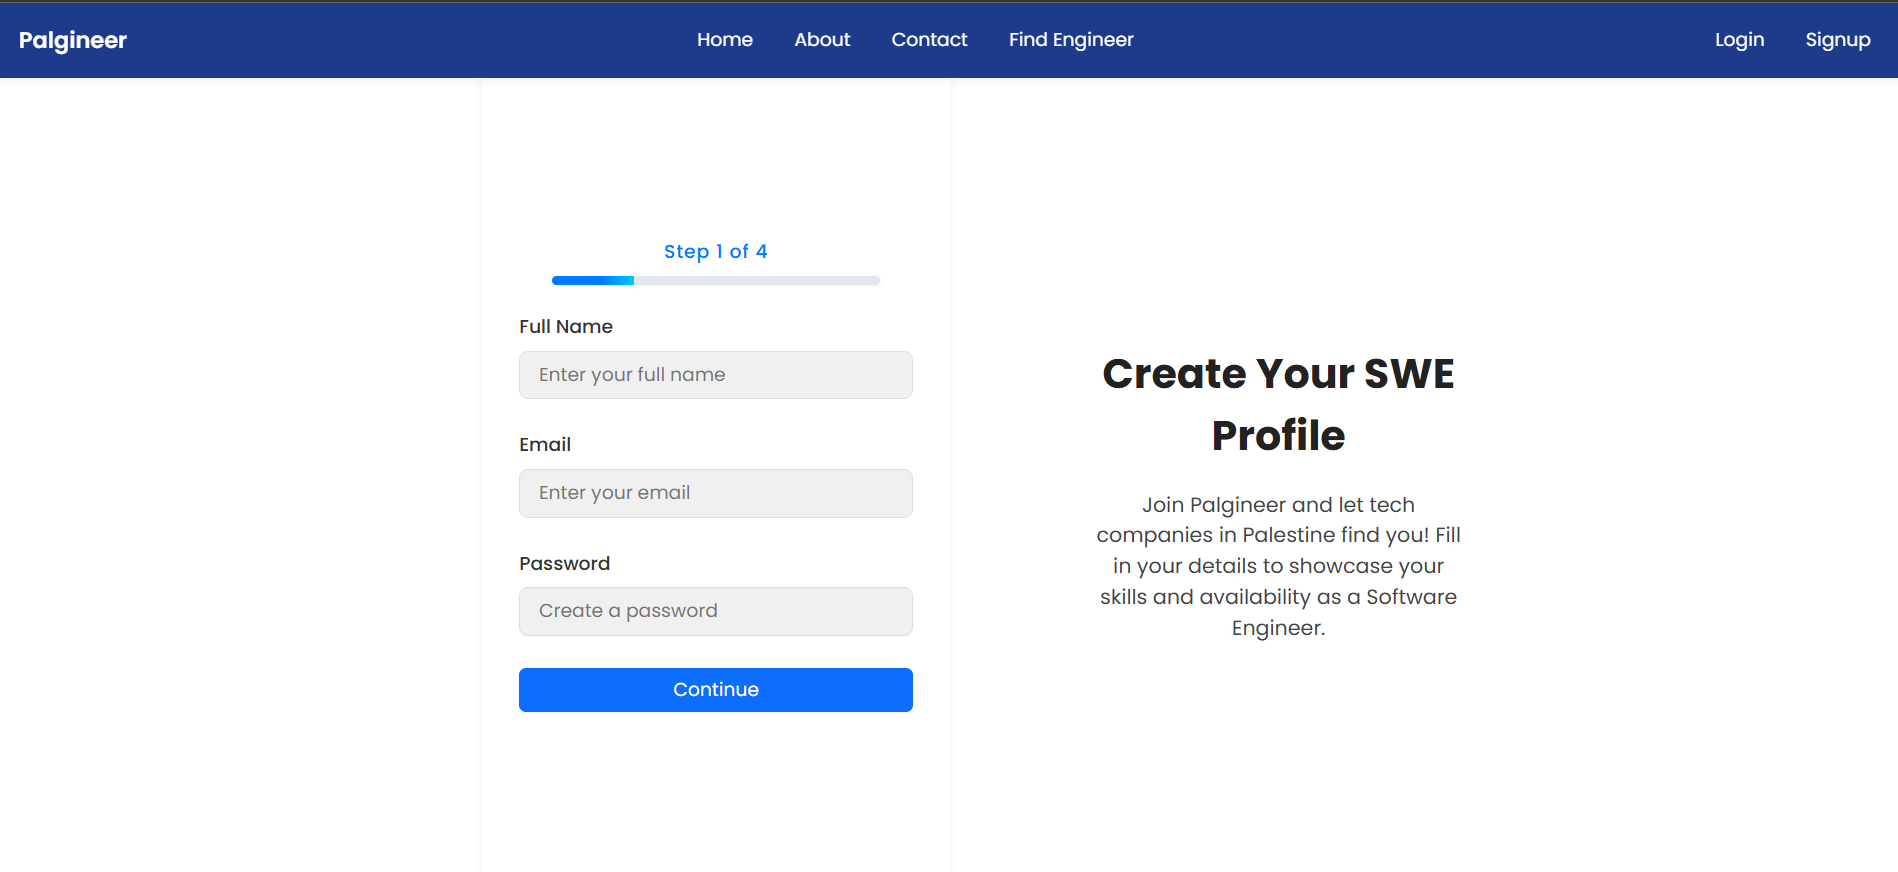 Palgineer
Home
About
Contact
Find Engineer
Login
Signup
Step 1 of 4
Full Name
Enter your full name
Email
Enter your email
Password
Create a password
Continue
Create Your SWE
Profile
Join Palgineer and let tech
companies in Palestine find you! Fill
in your details to showcase your
skills and availability as a Software
Engineer.